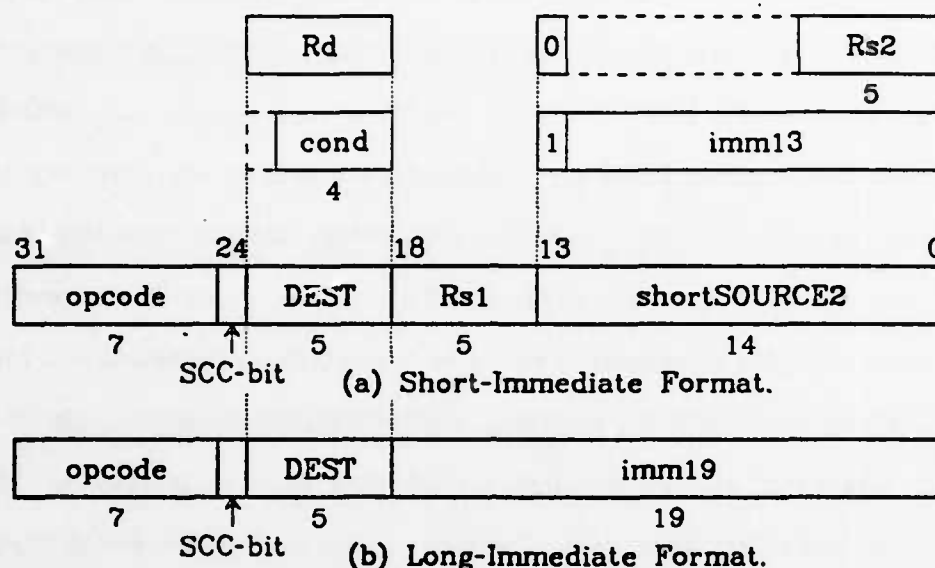 Rd 0 Rs2
5
cond 1 imm13
4
31 24 18 13 0
opcode DEST Rs1 shortSOURCE2
7 5 5 14
SCC-bit
(a) Short-Immediate Format.
opcode DEST imm19
7 5 19
SCC-bit
(b) Long-Immediate Format.